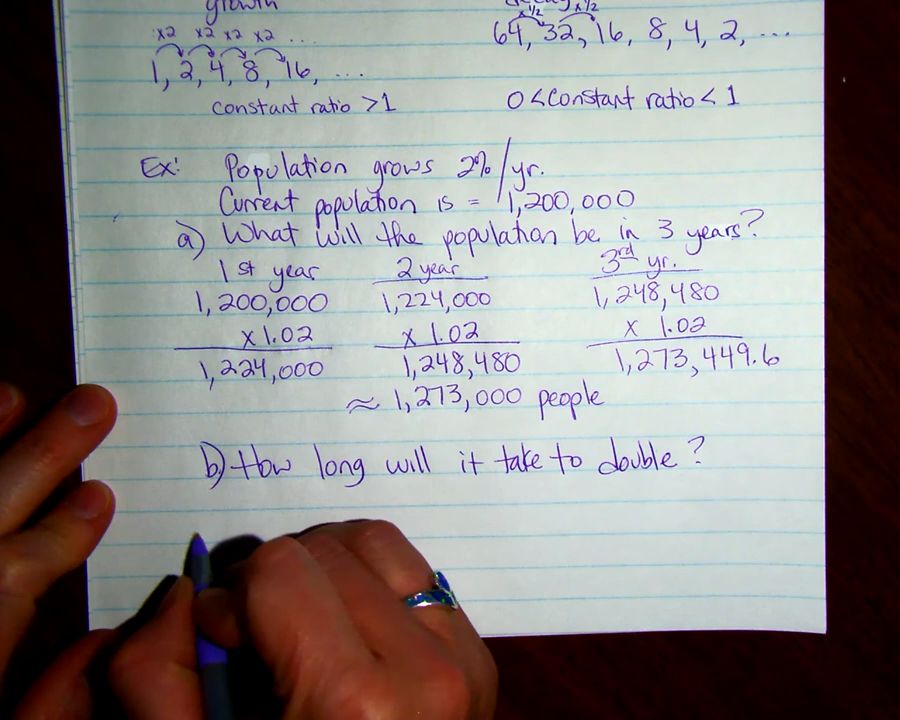 growth
x2 x2 x2 x2 ...
1, 2, 4, 8, 16, ...
constant ratio > 1
x 1/2 x 1/2
64, 32, 16, 8, 4, 2, ...
0 < constant ratio < 1
Ex: Population grows 2% / yr.
Current population is = 1,200,000
a) What will the population be in 3 years?
1st year 2 year 3rd yr.
1,200,000 1,224,000 1,248,480
x 1.02 x 1.02 x 1.02
1,224,000 1,248,480 1,273,449.6
≈ 1,273,000 people
b) How long will it take to double?